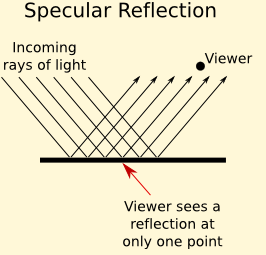 Specular Reflection
Incoming
rays of light
Viewer
Viewer sees a
reflection at
only one point